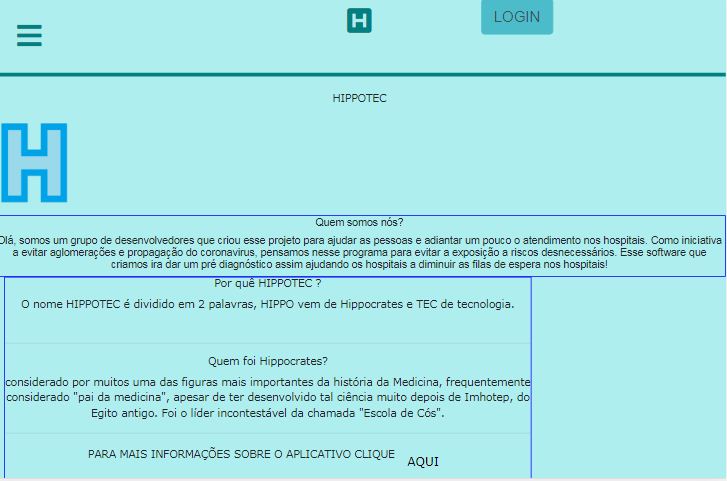 H
LOGIN
HIPPOTEC
H
Quem somos nós?
Olá, somos um grupo de desenvolvedores que criou esse projeto para ajudar as pessoas e adiantar um pouco o atendimento nos hospitais. Como iniciativa
a evitar aglomerações e propagação do coronavirus, pensamos nesse programa para evitar a exposição a riscos desnecessários. Esse software que
criamos ira dar um pré diagnóstico assim ajudando os hospitais a diminuir as filas de espera nos hospitais!
Por quê HIPPOTEC ?
O nome HIPPOTEC é dividido em 2 palavras, HIPPO vem de Hippocrates e TEC de tecnologia.
Quem foi Hippocrates?
considerado por muitos uma das figuras mais importantes da história da Medicina, frequentemente
considerado "pai da medicina", apesar de ter desenvolvido tal ciência muito depois de Imhotep, do
Egito antigo. Foi o líder incontestável da chamada "Escola de Cós".
PARA MAIS INFORMAÇÕES SOBRE O APLICATIVO CLIQUE AQUI